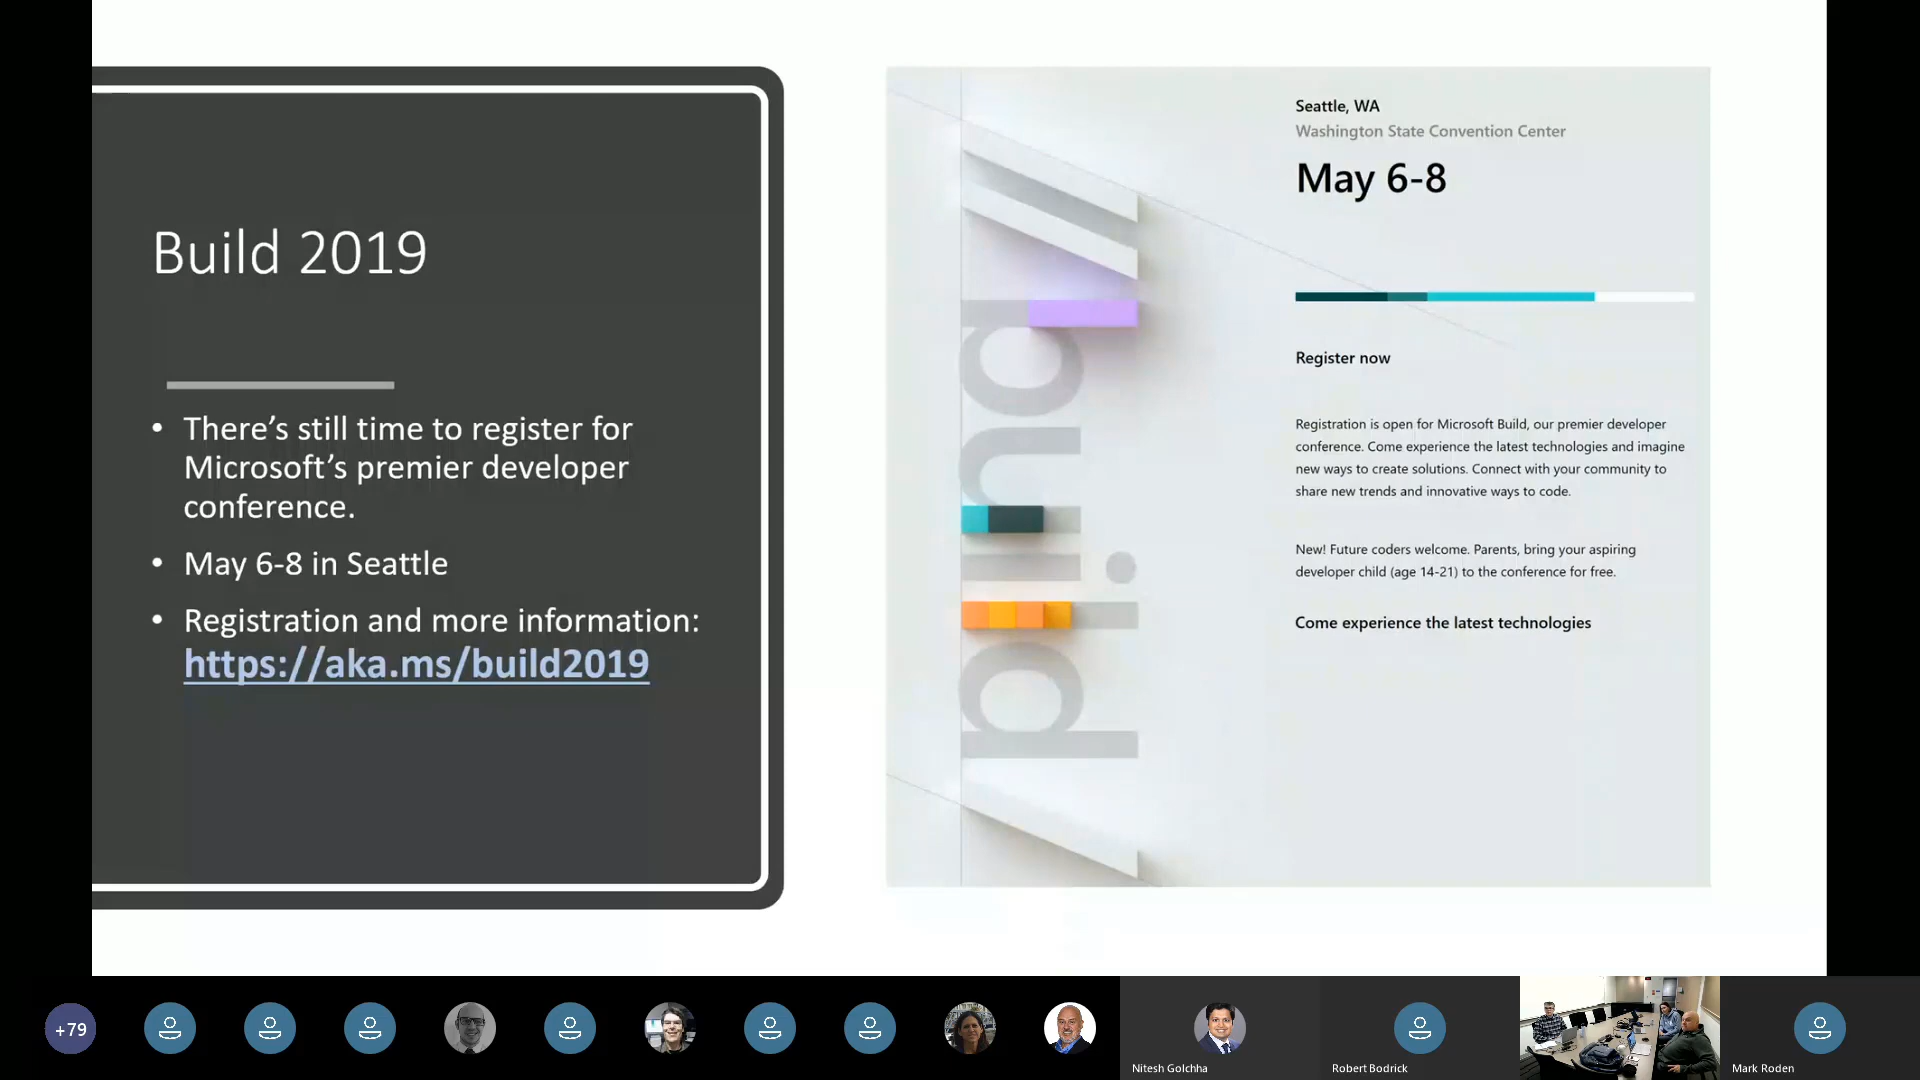 Build 2019
• There’s still time to register for
Microsoft’s premier developer
conference.
• May 6-8 in Seattle
• Registration and more information:
https://aka.ms/build2019
Seattle, WA
Washington State Convention Center
May 6-8
Register now
Registration is open for Microsoft Build, our premier developer
conference. Come experience the latest technologies and imagine
new ways to create solutions. Connect with your community to
share new trends and innovative ways to code.
New! Future coders welcome. Parents, bring your aspiring
developer child (age 14-21) to the conference for free.
Come experience the latest technologies
build//
+79
Nitesh Golchha
Robert Bodrick
Mark Roden